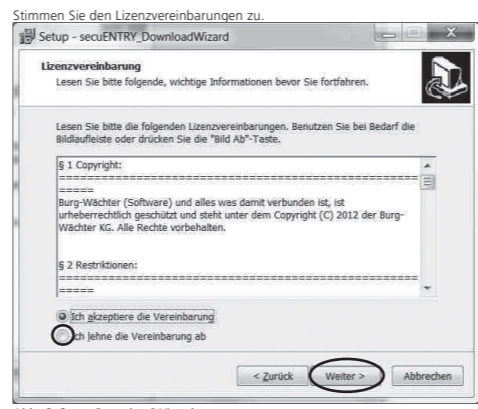 Stimmen Sie den Lizenzvereinbarungen zu.
Setup - secuENTRY_DownloadWizard
Lizenzvereinbarung
Lesen Sie bitte folgende, wichtige Informationen bevor Sie fortfahren.
Lesen Sie bitte die folgenden Lizenzvereinbarungen. Benutzen Sie bei Bedarf die
Bildlaufleiste oder drücken Sie die "Bild Ab"-Taste.
§ 1 Copyright:
=====================================================
=====
Burg-Wächter (Software) und alles was damit verbunden ist, ist
urheberrechtlich geschützt und steht unter dem Copyright (C) 2012 der Burg-
Wächter KG. Alle Rechte vorbehalten.
§ 2 Restriktionen:
=====================================================
=====
Ich akzeptiere die Vereinbarung
Ich lehne die Vereinbarung ab
< Zurück Weiter > Abbrechen